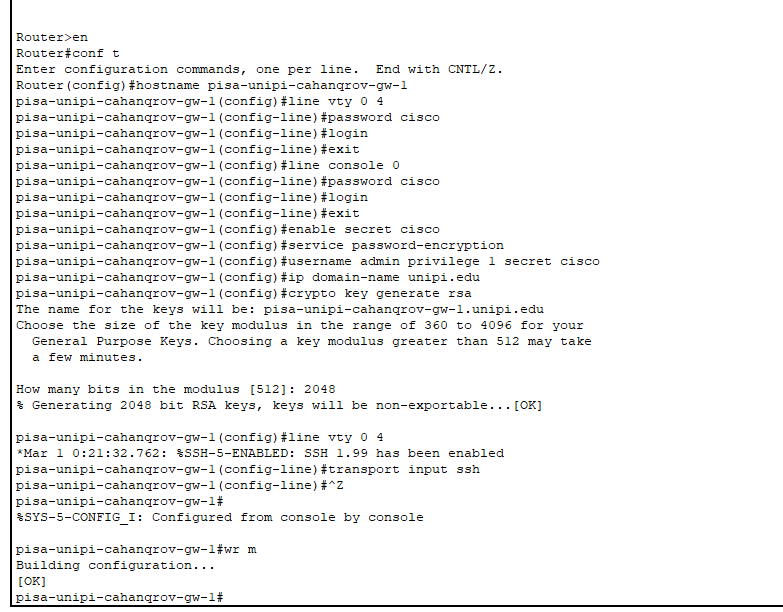 Router>en
Router#conf t
Enter configuration commands, one per line.  End with CNTL/Z.
Router(config)#hostname pisa-unipi-cahanqrov-gw-1
pisa-unipi-cahanqrov-gw-1(config)#line vty 0 4
pisa-unipi-cahanqrov-gw-1(config-line)#password cisco
pisa-unipi-cahanqrov-gw-1(config-line)#login
pisa-unipi-cahanqrov-gw-1(config-line)#exit
pisa-unipi-cahanqrov-gw-1(config)#line console 0
pisa-unipi-cahanqrov-gw-1(config-line)#password cisco
pisa-unipi-cahanqrov-gw-1(config-line)#login
pisa-unipi-cahanqrov-gw-1(config-line)#exit
pisa-unipi-cahanqrov-gw-1(config)#enable secret cisco
pisa-unipi-cahanqrov-gw-1(config)#service password-encryption
pisa-unipi-cahanqrov-gw-1(config)#username admin privilege 1 secret cisco
pisa-unipi-cahanqrov-gw-1(config)#ip domain-name unipi.edu
pisa-unipi-cahanqrov-gw-1(config)#crypto key generate rsa
The name for the keys will be: pisa-unipi-cahanqrov-gw-1.unipi.edu
Choose the size of the key modulus in the range of 360 to 4096 for your
  General Purpose Keys. Choosing a key modulus greater than 512 may take
  a few minutes.
How many bits in the modulus [512]: 2048
% Generating 2048 bit RSA keys, keys will be non-exportable...[OK]
pisa-unipi-cahanqrov-gw-1(config)#line vty 0 4
*Mar 1 0:21:32.762: %SSH-5-ENABLED: SSH 1.99 has been enabled
pisa-unipi-cahanqrov-gw-1(config-line)#transport input ssh
pisa-unipi-cahanqrov-gw-1(config-line)#^Z
pisa-unipi-cahanqrov-gw-1#
%SYS-5-CONFIG_I: Configured from console by console
pisa-unipi-cahanqrov-gw-1#wr m
Building configuration...
[OK]
pisa-unipi-cahanqrov-gw-1#